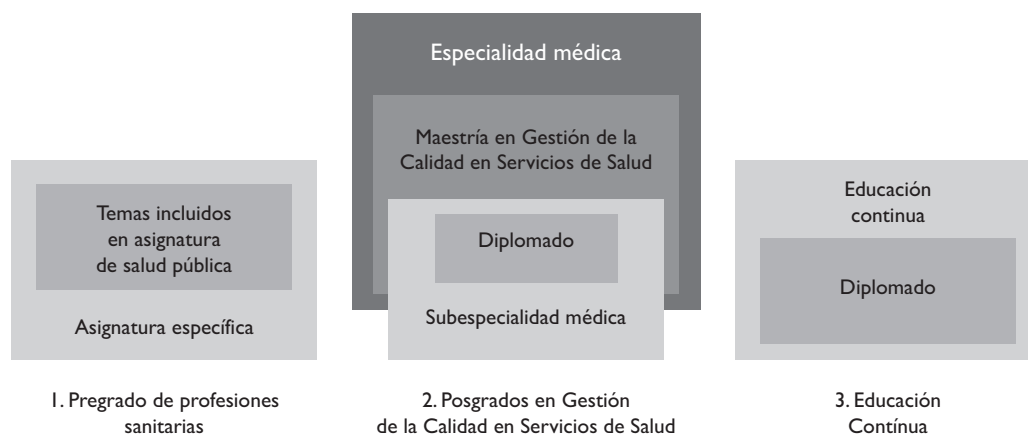 Temas incluidos
en asignatura
de salud pública
Asignatura específica
1. Pregrado de profesiones
sanitarias
Especialidad médica
Maestría en Gestión de la
Calidad en Servicios de Salud
Diplomado
Subespecialidad médica
2. Posgrados en Gestión
de la Calidad en Servicios de Salud
Educación
continua
Diplomado
3. Educación
Contínua